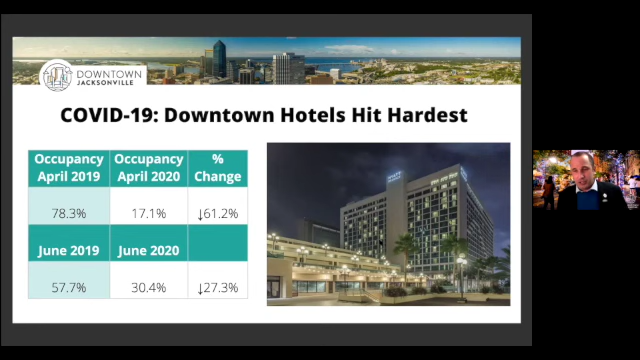 DOWNTOWN
JACKSONVILLE
COVID-19: Downtown Hotels Hit Hardest
Occupancy April 2019 Occupancy April 2020 % Change
78.3% 17.1% ↓61.2%
June 2019 June 2020
57.7% 30.4% ↓27.3%